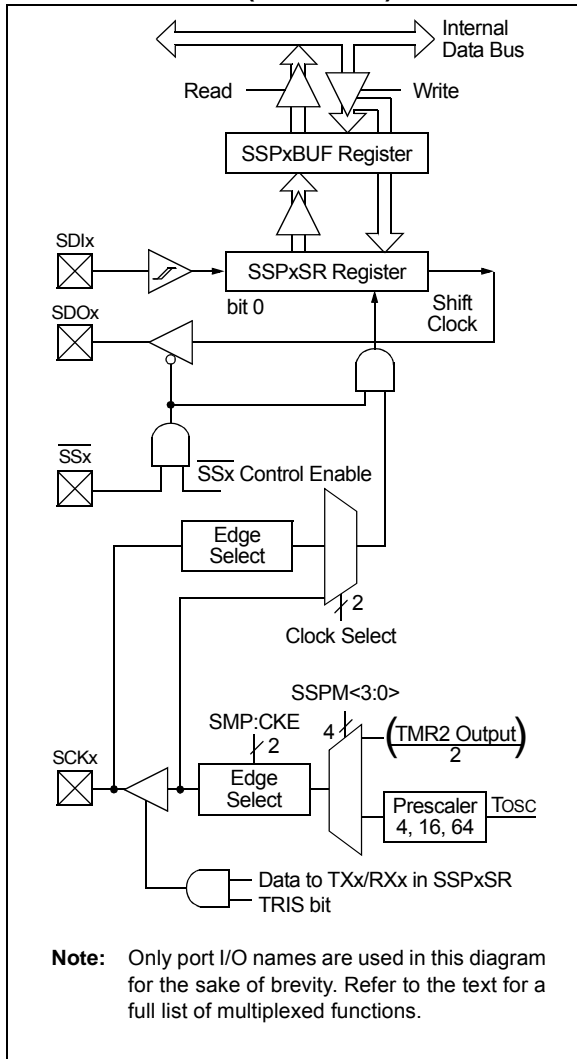 Internal
Data Bus
Read
Write
SSPxBUF Register
SDIx
SSPxSR Register
bit 0
Shift
Clock
SDOx
SSx
SSx Control Enable
Edge
Select
2
Clock Select
SSPM<3:0>
SMP:CKE
4
(TMR2 Output)
2
2
SCKx
Edge
Select
Prescaler
4, 16, 64
TOSC
Data to TXx/RXx in SSPxSR
TRIS bit
Note: Only port I/O names are used in this diagram
for the sake of brevity. Refer to the text for a
full list of multiplexed functions.